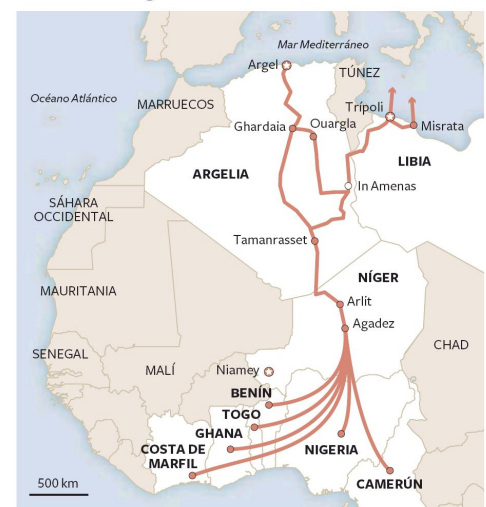 Mar Mediterráneo
Argel
TÚNEZ
Océano Atlántico
MARRUECOS
Trípoli
Ghardaia
Ouargla
Misrata
LIBIA
ARGELIA
In Amenas
SÁHARA
OCCIDENTAL
Tamanrasset
NÍGER
MAURITANIA
Arlit
Agadez
CHAD
SENEGAL
MALÍ
Niamey
BENÍN
TOGO
GHANA
COSTA DE
MARFIL
NIGERIA
CAMERÚN
500 km